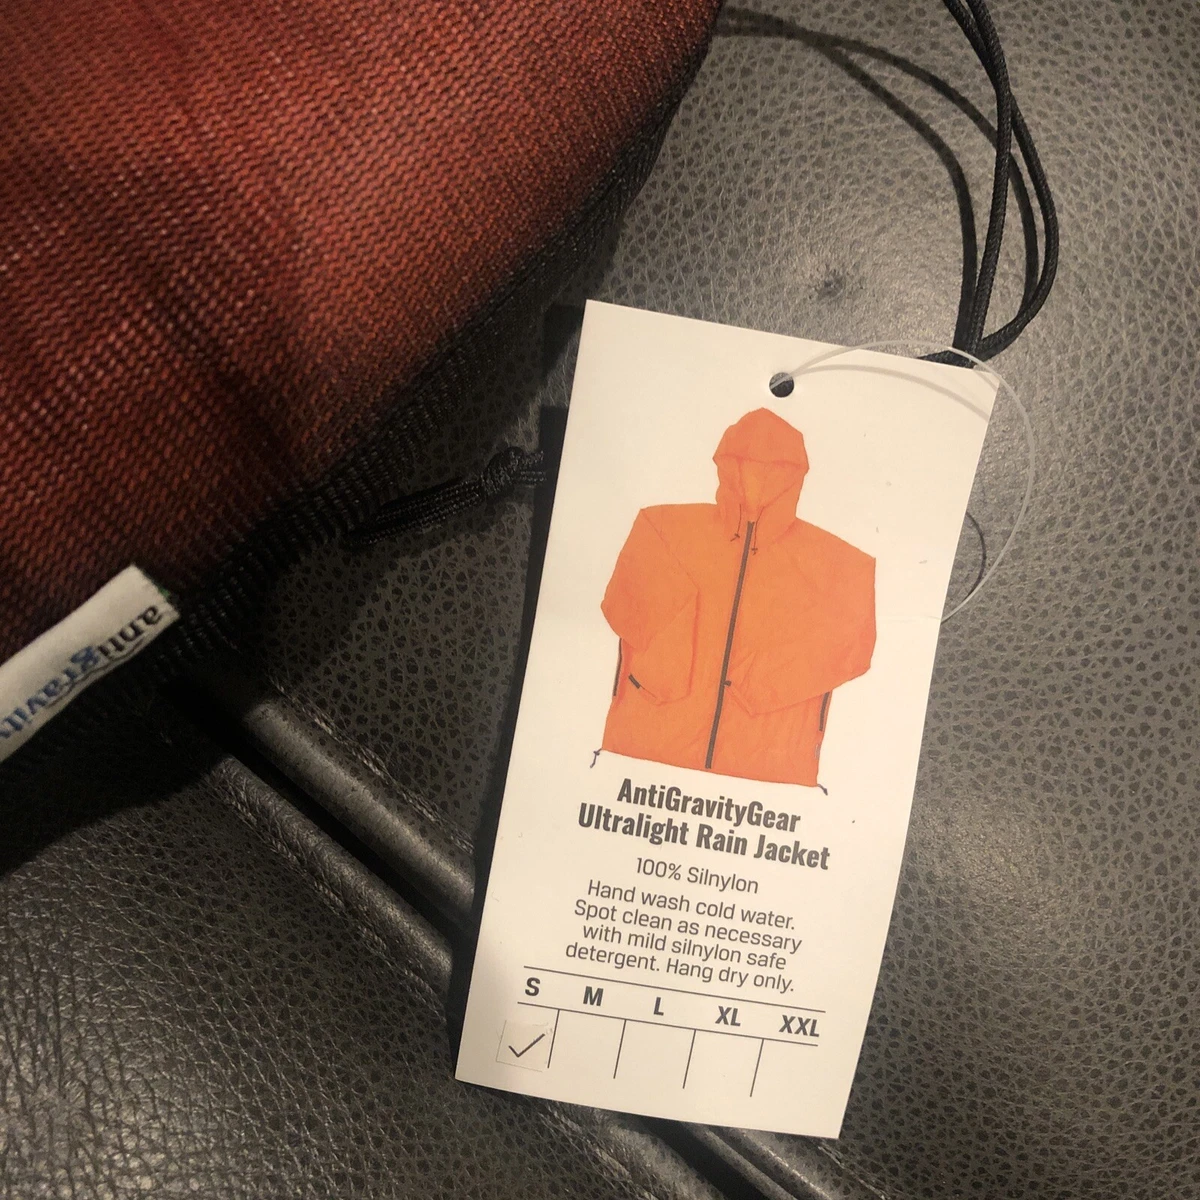 antigravity
AntiGravityGear
Ultralight Rain Jacket
100% Silnylon
Hand wash cold water.
Spot clean as necessary
with mild silnylon safe
detergent. Hang dry only.
S M L XL XXL